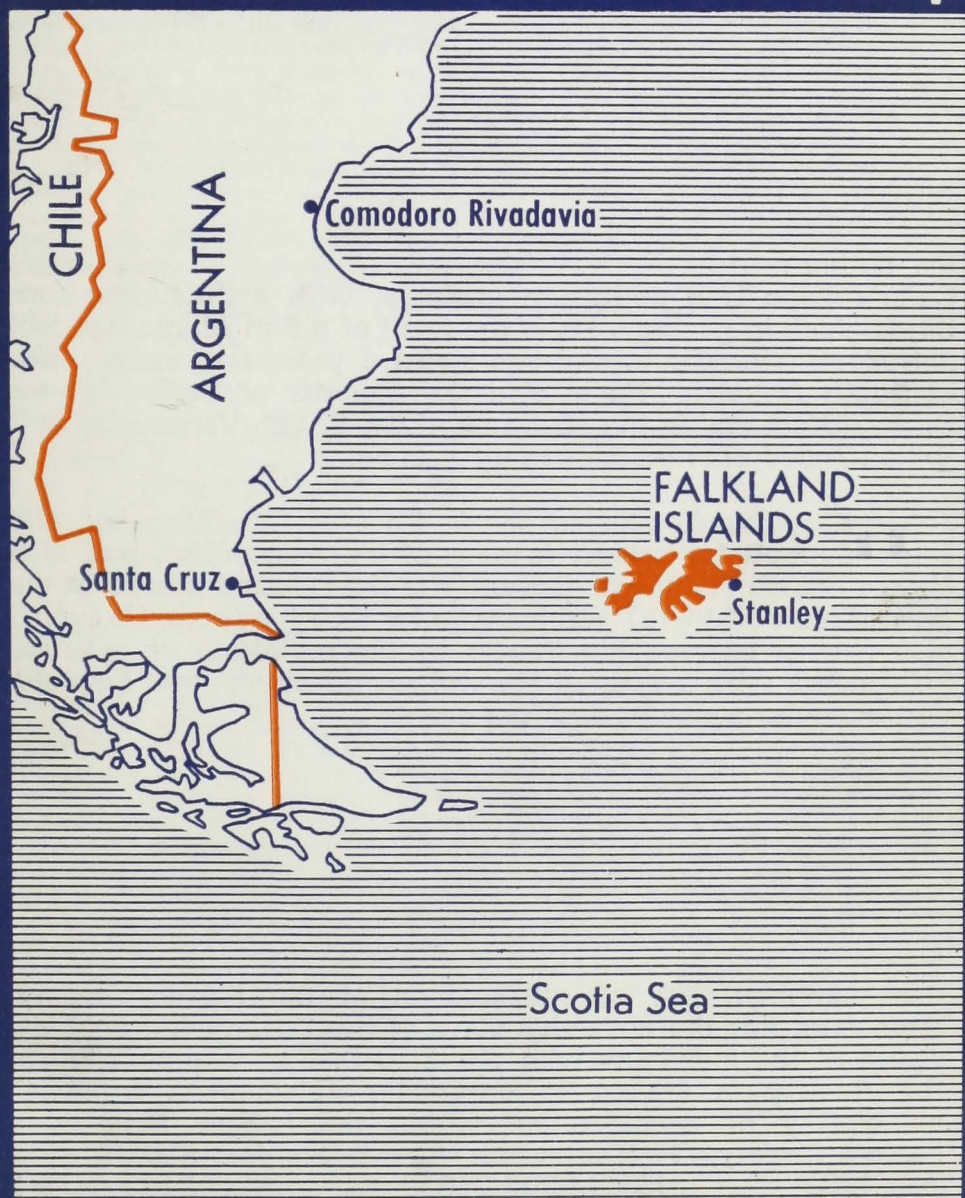 CHILE
ARGENTINA
Comodoro Rivadavia
FALKLAND
ISLANDS
Santa Cruz
Stanley
Scotia Sea